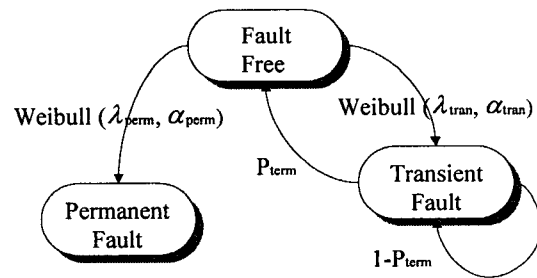 Fault
Free
Weibull (λperm, αperm)
Weibull (λtran, αtran)
Pterm
Transient
Fault
Permanent
Fault
1-Pterm